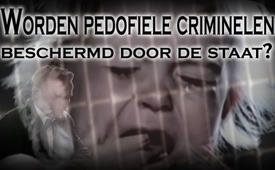 WORDEN PEDOFIELE CRIMINELEN
BESCHERMD DOOR DE STAAT?